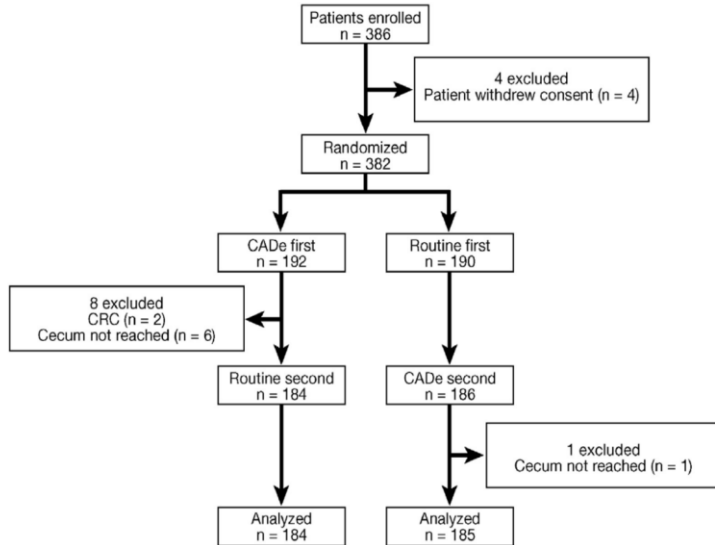 Patients enrolled
n = 386
4 excluded
Patient withdrew consent (n = 4)
Randomized
n = 382
CADe first
n = 192
Routine first
n = 190
8 excluded
CRC (n = 2)
Cecum not reached (n = 6)
Routine second
n = 184
CADe second
n = 186
1 excluded
Cecum not reached (n = 1)
Analyzed
n = 184
Analyzed
n = 185